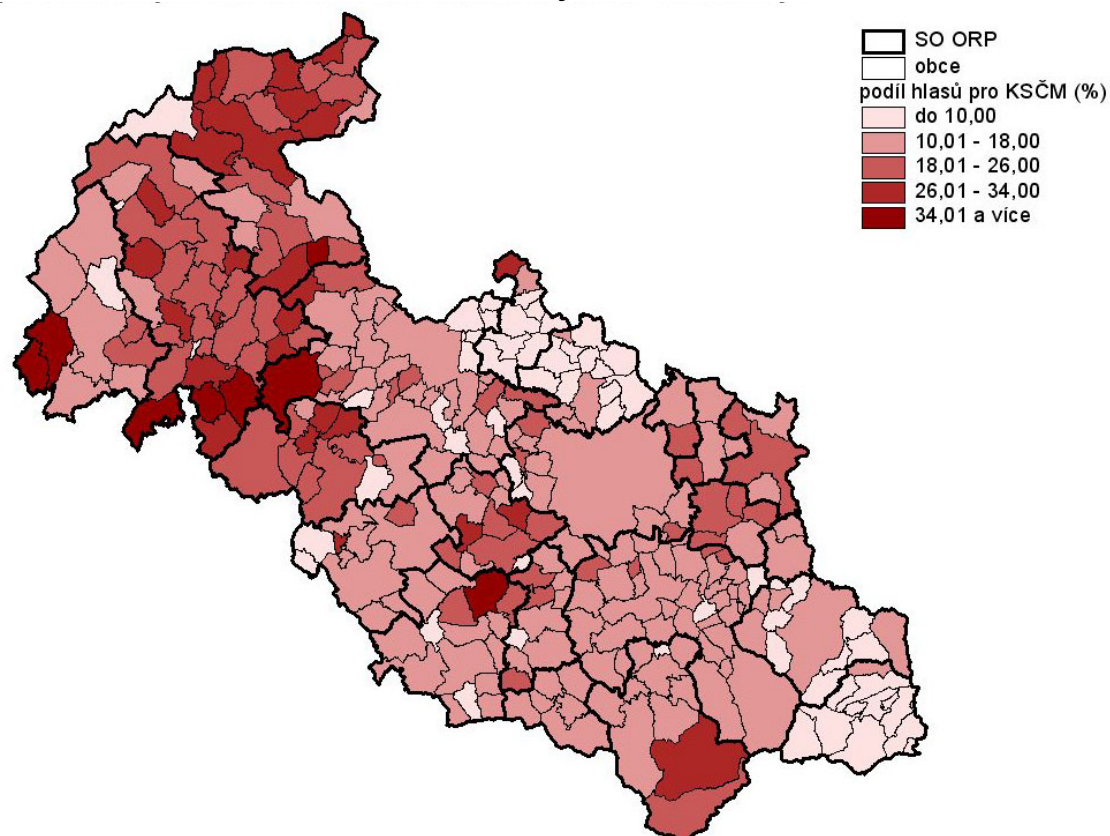 SO ORP
obce
podíl hlasů pro KSČM (%)
do 10,00
10,01 - 18,00
18,01 - 26,00
26,01 - 34,00
34,01 a více